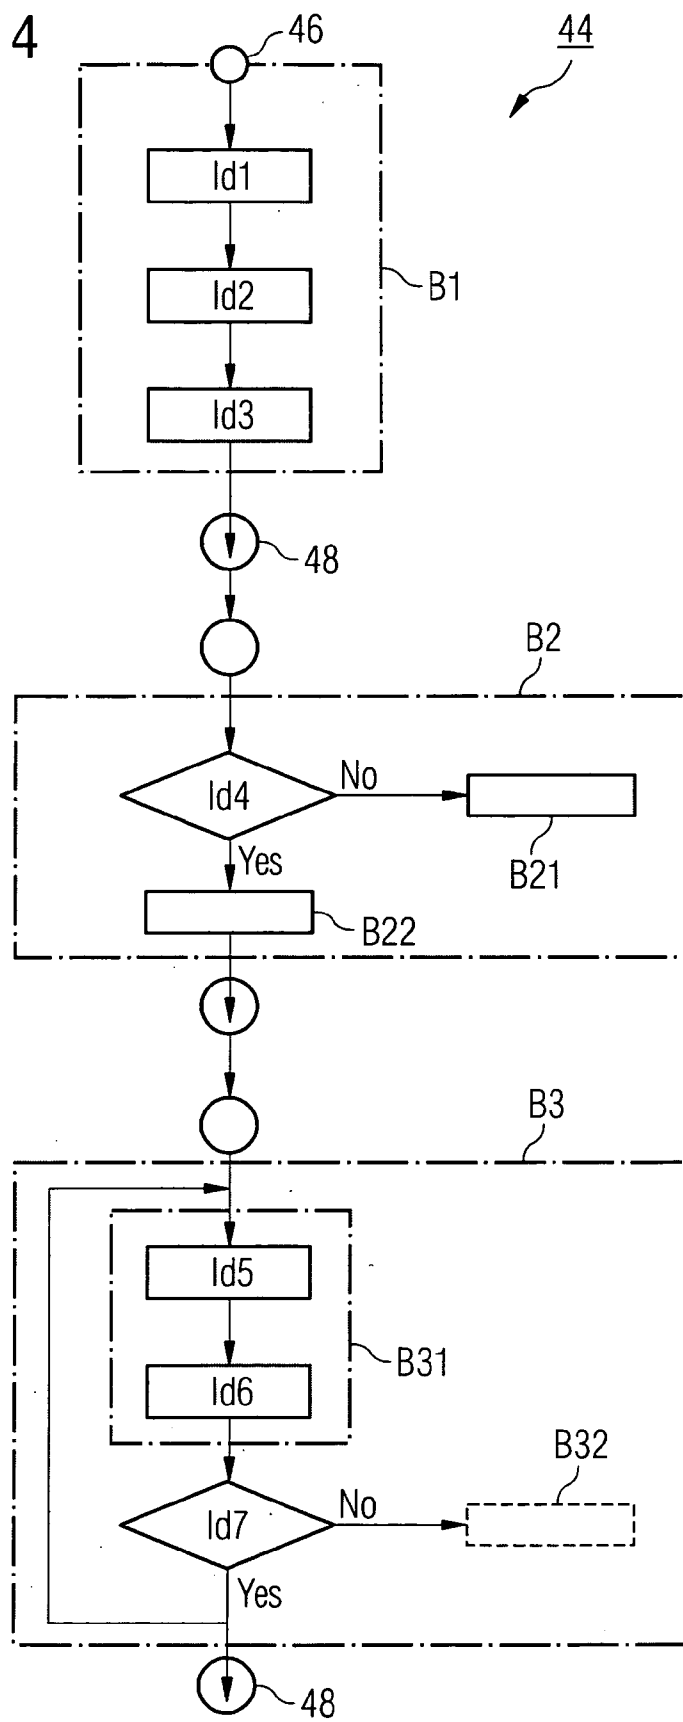 4
46
44
Id1
Id2
B1
Id3
48
B2
Id4
No
B21
Yes
B22
B3
Id5
B31
Id6
B32
Id7
No
Yes
48